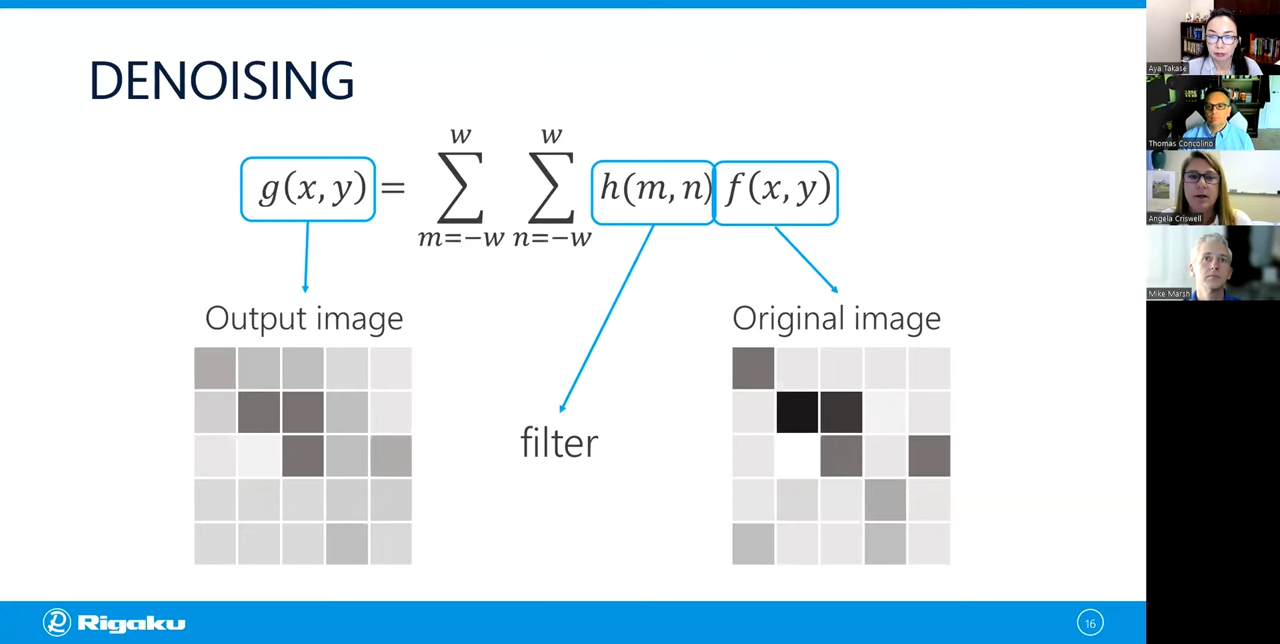 DENOISING
g(x, y) = ∑_{m=-w}^{w} ∑_{n=-w}^{w} h(m, n) f(x, y)
Output image
Original image
filter
Rigaku
16
Aya Takase
Thomas Concolino
Angela Criswell
Mike Marsh